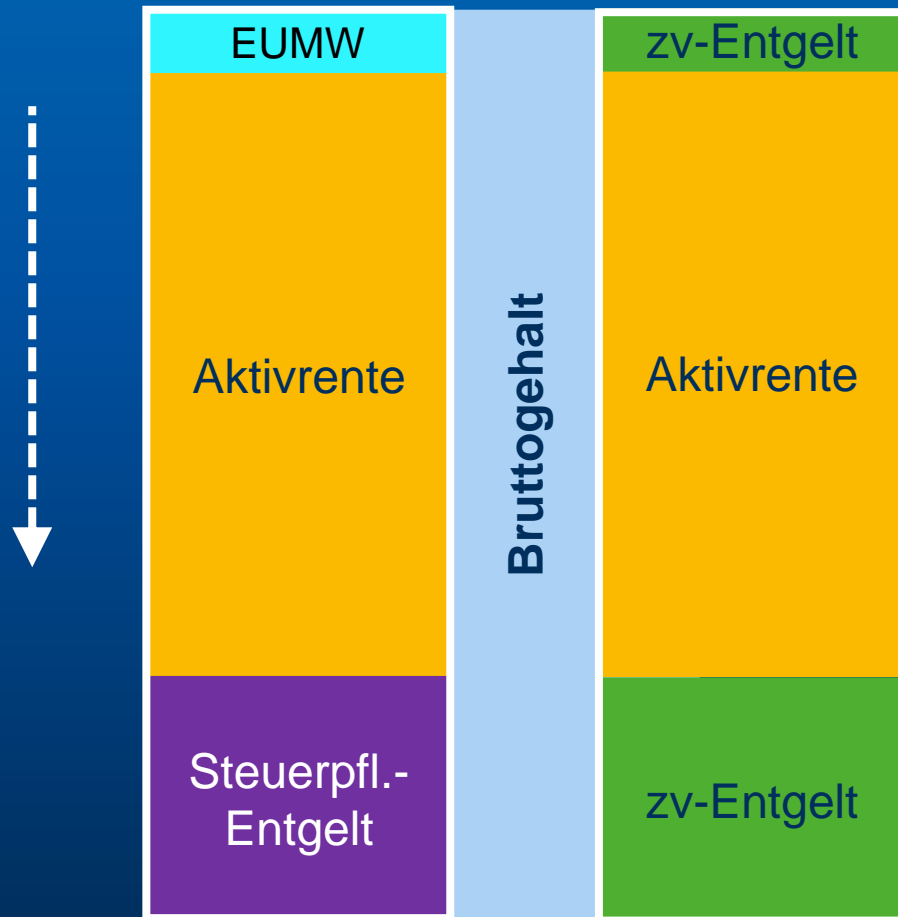 EUMW
zv-Entgelt
Aktivrente
Bruttogehalt
Aktivrente
Steuerpfl.-
Entgelt
zv-Entgelt